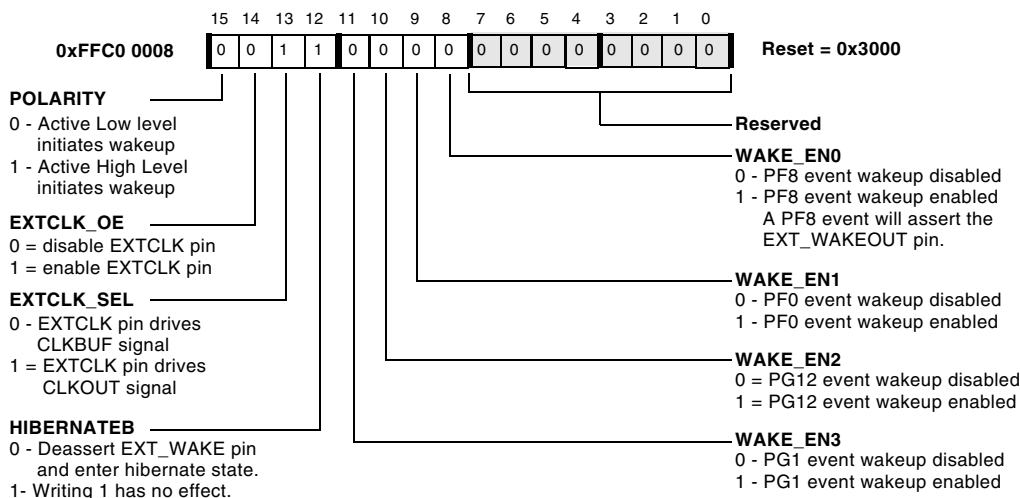 15 14 13 12 11 10 9 8 7 6 5 4 3 2 1 0
0xFFC0 0008 0 0 1 1 0 0 0 0 0 0 0 0 0 0 0 0 Reset = 0x3000
POLARITY
0 - Active Low level
initiates wakeup
1 - Active High Level
initiates wakeup
EXTCLK_OE
0 = disable EXTCLK pin
1 = enable EXTCLK pin
EXTCLK_SEL
0 - EXTCLK pin drives
CLKBUF signal
1 = EXTCLK pin drives
CLKOUT signal
HIBERNATEB
0 - Deassert EXT_WAKE pin
and enter hibernate state.
1- Writing 1 has no effect.
Reserved
WAKE_EN0
0 - PF8 event wakeup disabled
1 - PF8 event wakeup enabled
A PF8 event will assert the
EXT_WAKEOUT pin.
WAKE_EN1
0 - PF0 event wakeup disabled
1 - PF0 event wakeup enabled
WAKE_EN2
0 = PG12 event wakeup disabled
1 = PG12 event wakeup enabled
WAKE_EN3
0 - PG1 event wakeup disabled
1 - PG1 event wakeup enabled